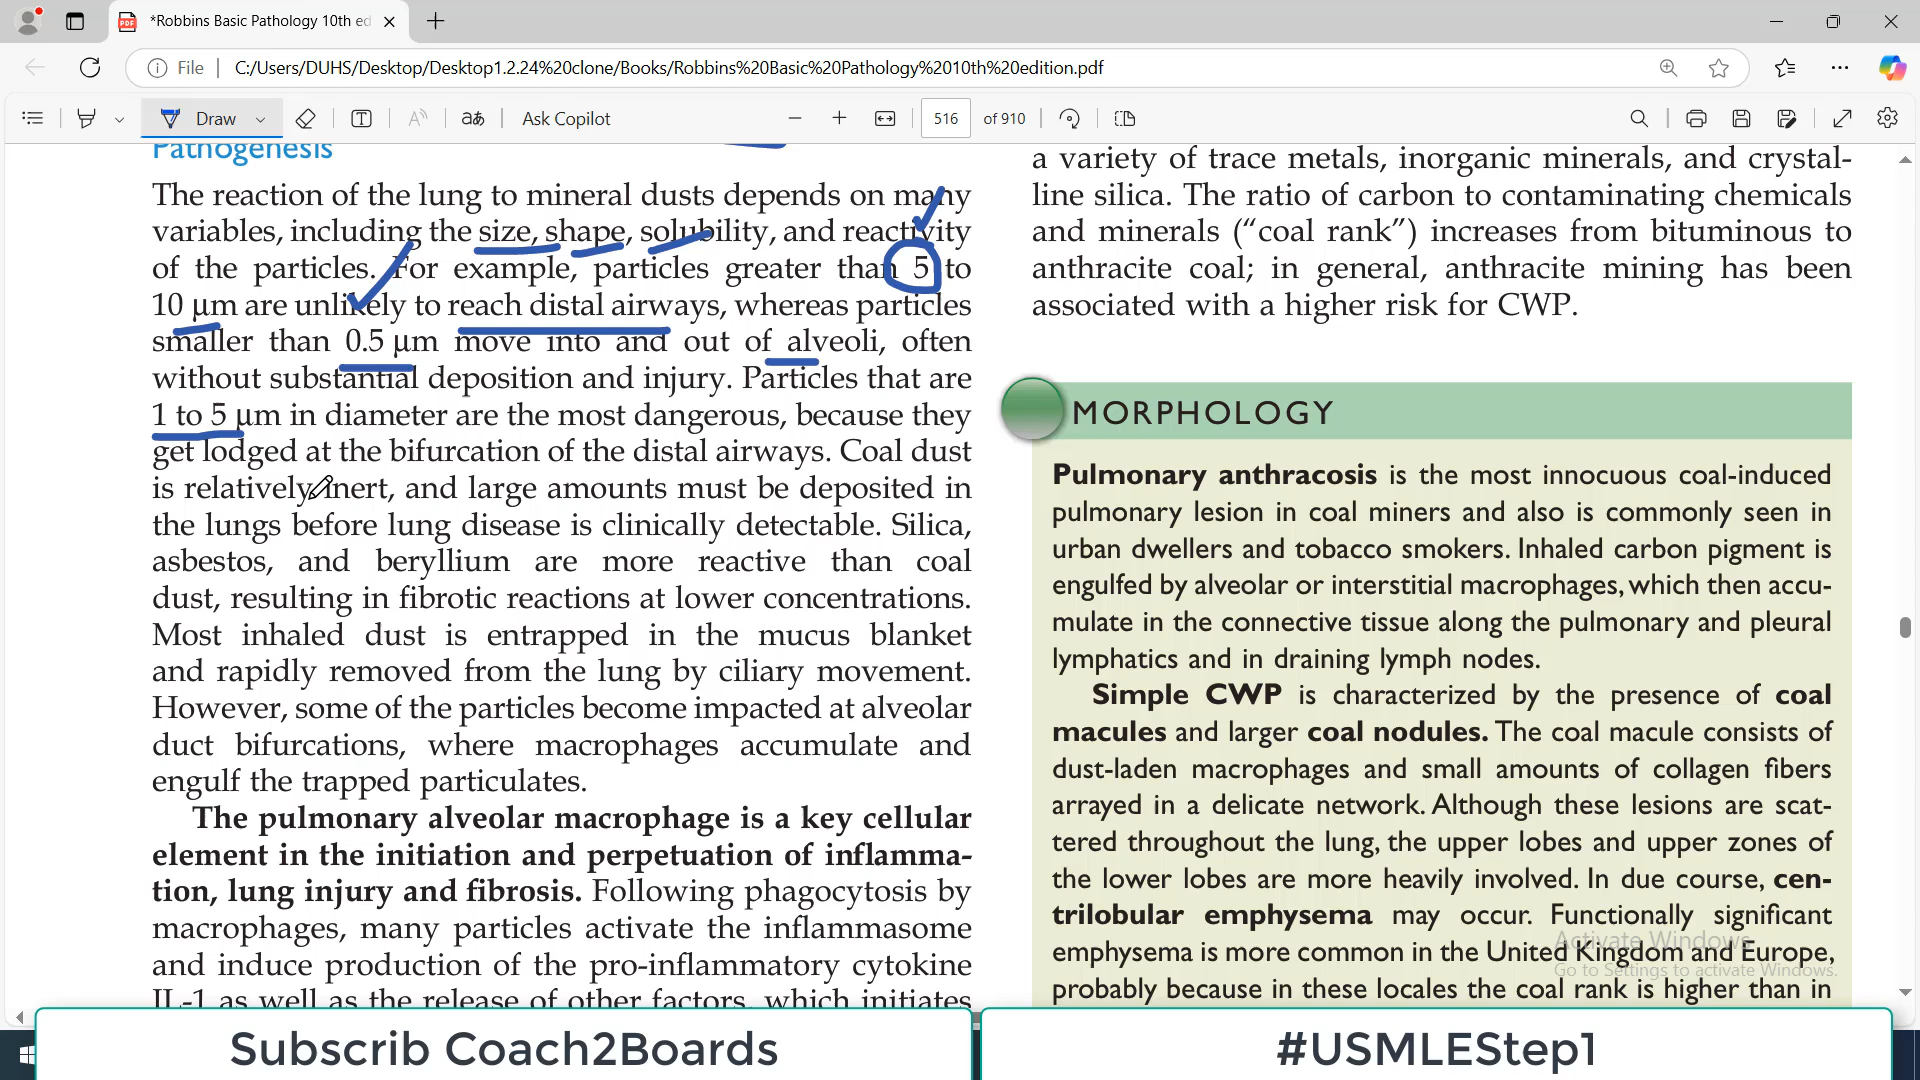 *Robbins Basic Pathology 10th ed
File
C:/Users/DUHS/Desktop/Desktop1.2.24%20clone/Books/Robbins%20Basic%20Pathology%2010th%20edition.pdf
Draw
Ask Copilot
516 of 910
Pathogenesis
The reaction of the lung to mineral dusts depends on many
variables, including the size, shape, solubility, and reactivity
of the particles. For example, particles greater than 5 to
10 μm are unlikely to reach distal airways, whereas particles
smaller than 0.5 μm move into and out of alveoli, often
without substantial deposition and injury. Particles that are
1 to 5 μm in diameter are the most dangerous, because they
get lodged at the bifurcation of the distal airways. Coal dust
is relatively inert, and large amounts must be deposited in
the lungs before lung disease is clinically detectable. Silica,
asbestos, and beryllium are more reactive than coal
dust, resulting in fibrotic reactions at lower concentrations.
Most inhaled dust is entrapped in the mucus blanket
and rapidly removed from the lung by ciliary movement.
However, some of the particles become impacted at alveolar
duct bifurcations, where macrophages accumulate and
engulf the trapped particulates.
The pulmonary alveolar macrophage is a key cellular
element in the initiation and perpetuation of inflamma-
tion, lung injury and fibrosis. Following phagocytosis by
macrophages, many particles activate the inflammasome
and induce production of the pro-inflammatory cytokine
IL-1 as well as the release of other factors, which initiates
a variety of trace metals, inorganic minerals, and crystal-
line silica. The ratio of carbon to contaminating chemicals
and minerals (“coal rank”) increases from bituminous to
anthracite coal; in general, anthracite mining has been
associated with a higher risk for CWP.
MORPHOLOGY
Pulmonary anthracosis is the most innocuous coal-induced
pulmonary lesion in coal miners and also is commonly seen in
urban dwellers and tobacco smokers. Inhaled carbon pigment is
engulfed by alveolar or interstitial macrophages, which then accu-
mulate in the connective tissue along the pulmonary and pleural
lymphatics and in draining lymph nodes.
Simple CWP is characterized by the presence of coal
macules and larger coal nodules. The coal macule consists of
dust-laden macrophages and small amounts of collagen fibers
arrayed in a delicate network. Although these lesions are scat-
tered throughout the lung, the upper lobes and upper zones of
the lower lobes are more heavily involved. In due course, cen-
trilobular emphysema may occur. Functionally significant
emphysema is more common in the United Kingdom and Europe,
probably because in these locales the coal rank is higher than in
Activate Windows
Go to Settings to activate Windows.
Subscrib Coach2Boards
#USMLEStep1